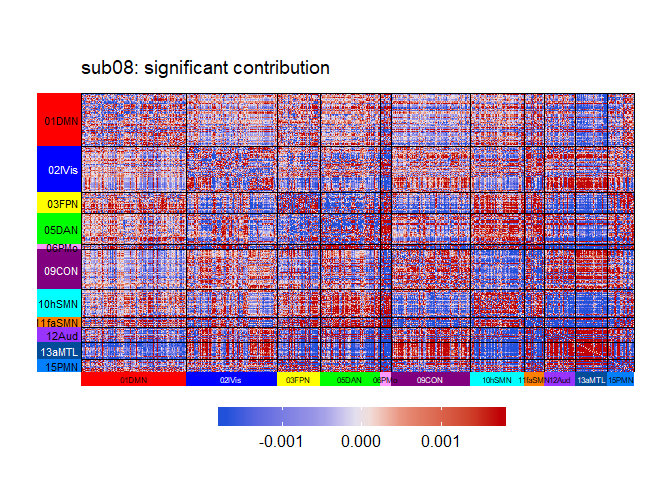 sub08: significant contribution
01DMN
02lVis
03FPN
05DAN
06PMo
09CON
10hSMN
1faSMN
12Aud
13aMTL
15PMN
01DMN 02lVis 03FPN 05DAN 06PMo 09CON 10hSMN 11faSMN 12Aud 13aMTL 15PMN
-0.001 0.000 0.001